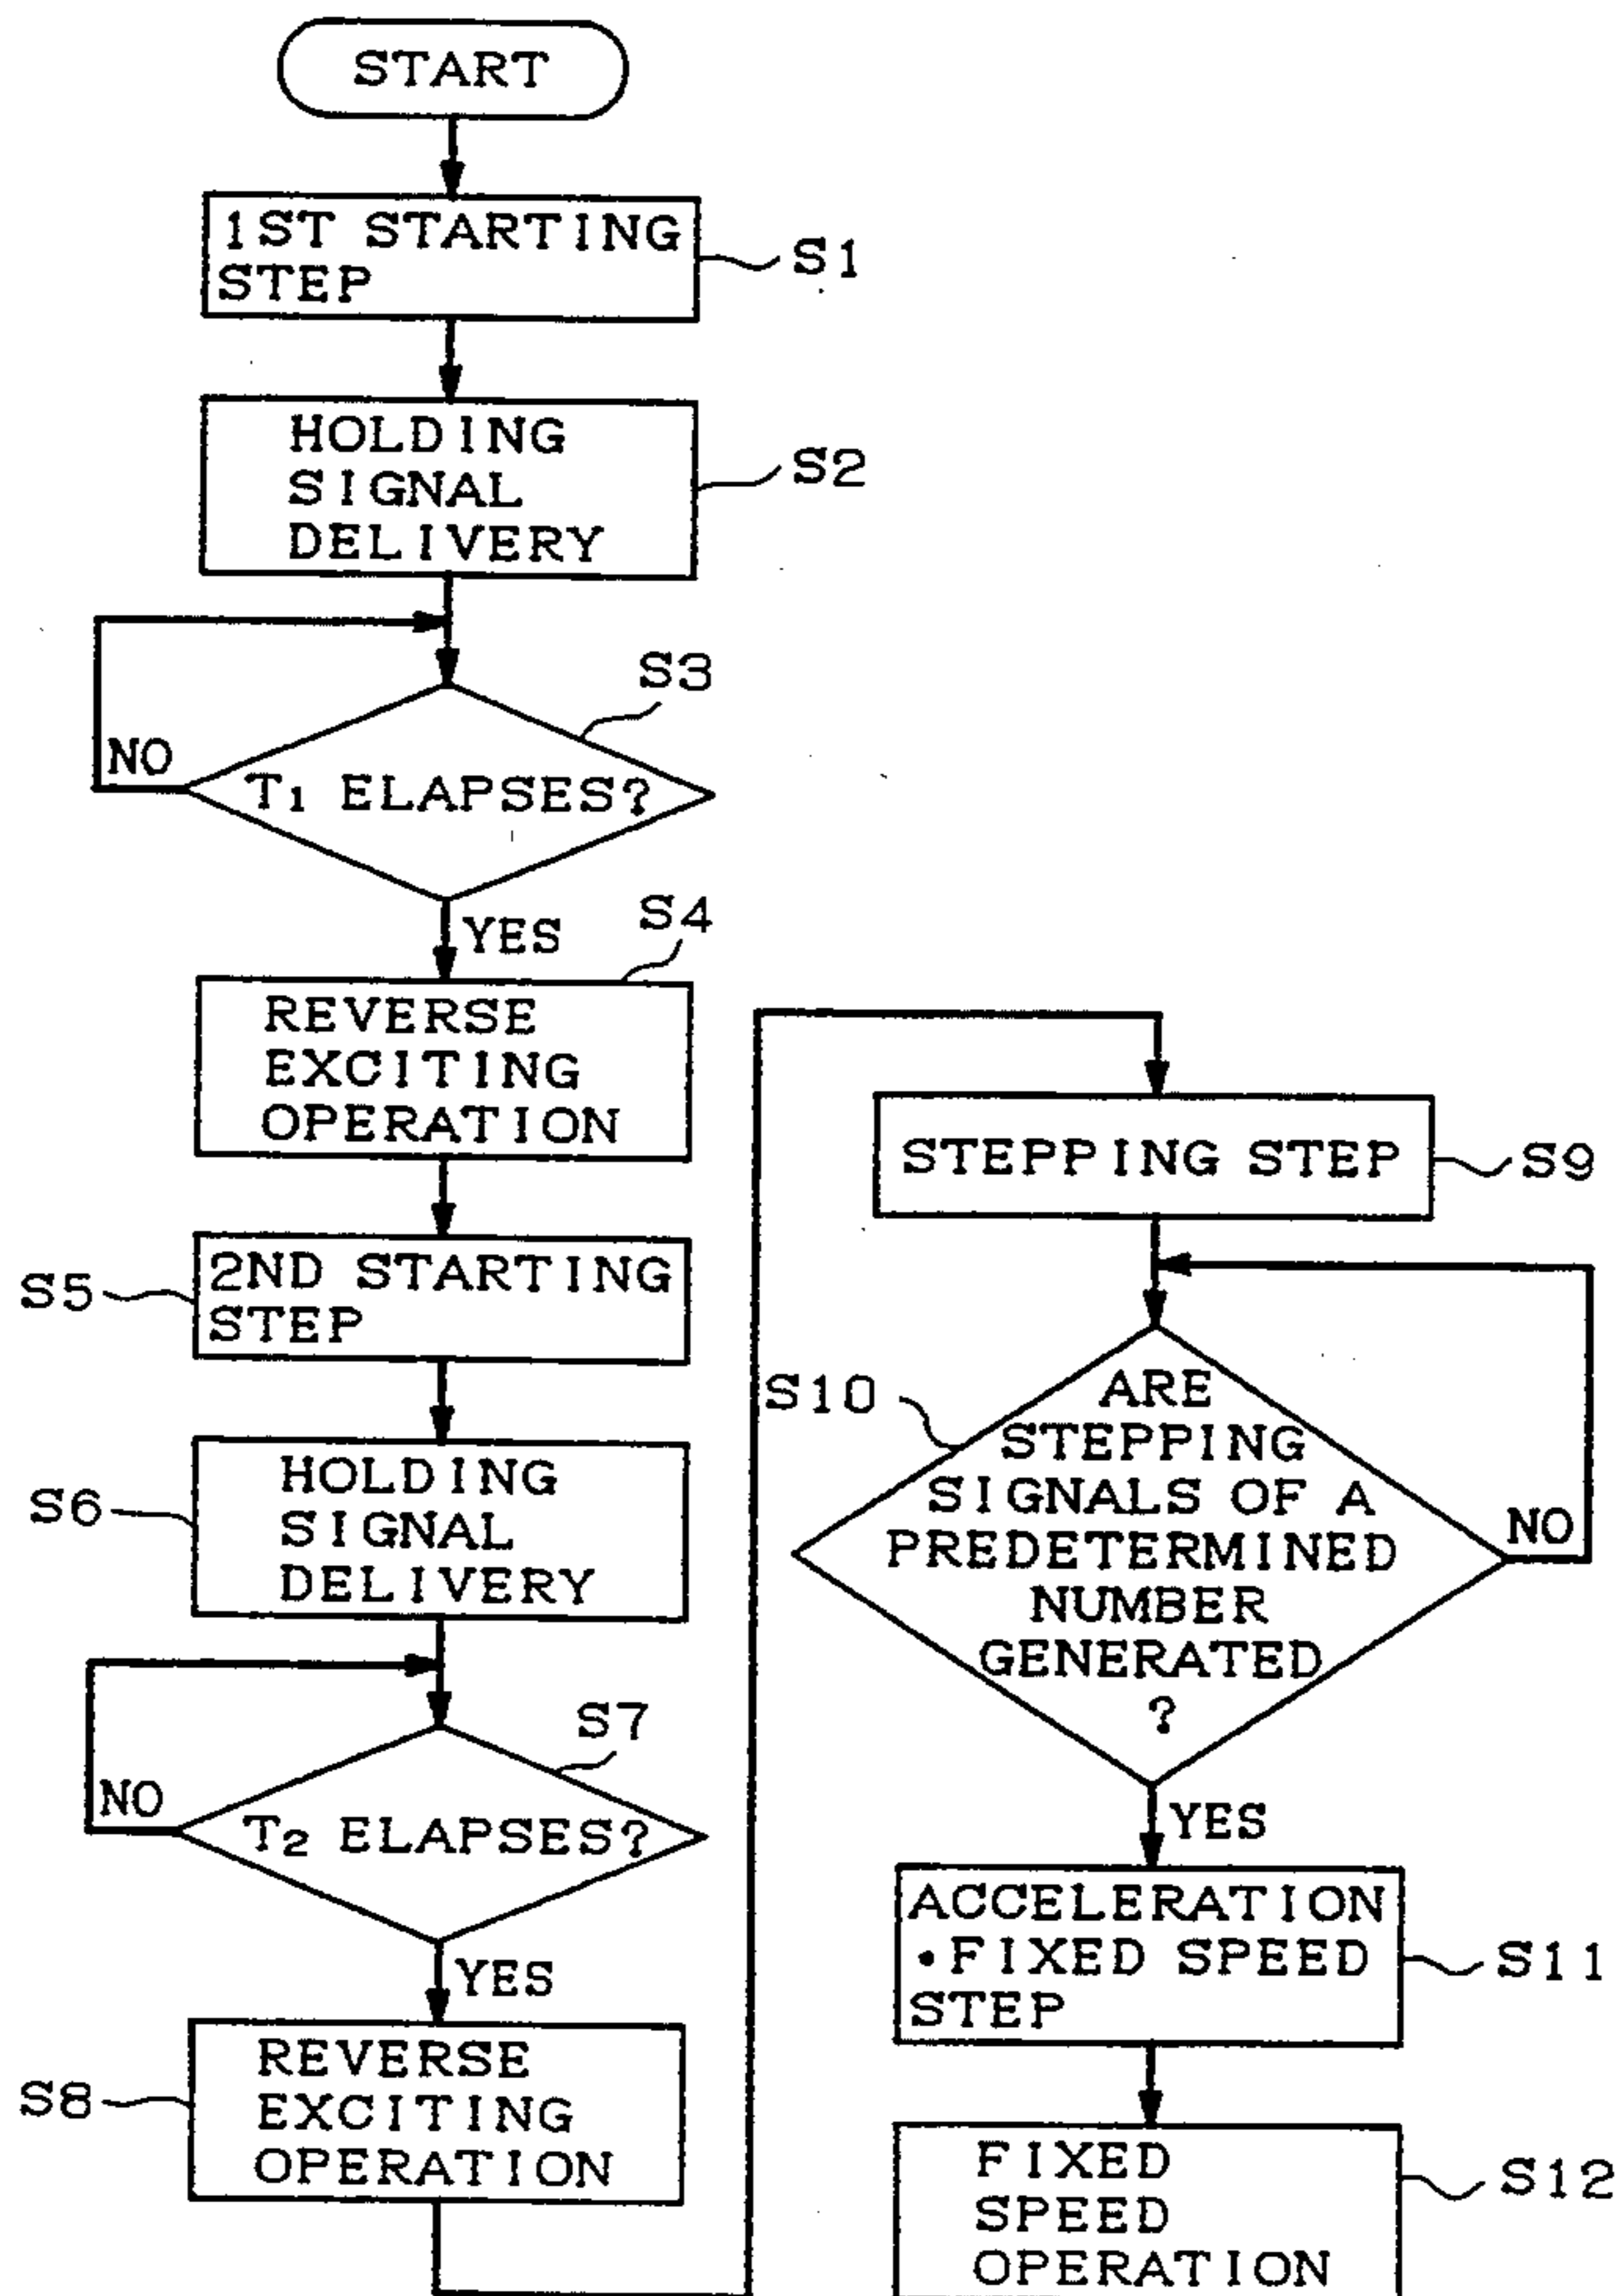 START
1ST STARTING
STEP
S1
HOLDING
SIGNAL
DELIVERY
S2
S3
NO
T1 ELAPSES?
YES
S4
REVERSE
EXCITING
OPERATION
S5
2ND STARTING
STEP
S6
HOLDING
SIGNAL
DELIVERY
S7
NO
T2 ELAPSES?
YES
S8
REVERSE
EXCITING
OPERATION
STEPPING STEP
S9
S10
ARE
STEPPING
SIGNALS OF A
PREDETERMINED
NUMBER
GENERATED
?
NO
YES
ACCELERATION
•FIXED SPEED
STEP
S11
FIXED
SPEED
OPERATION
S12